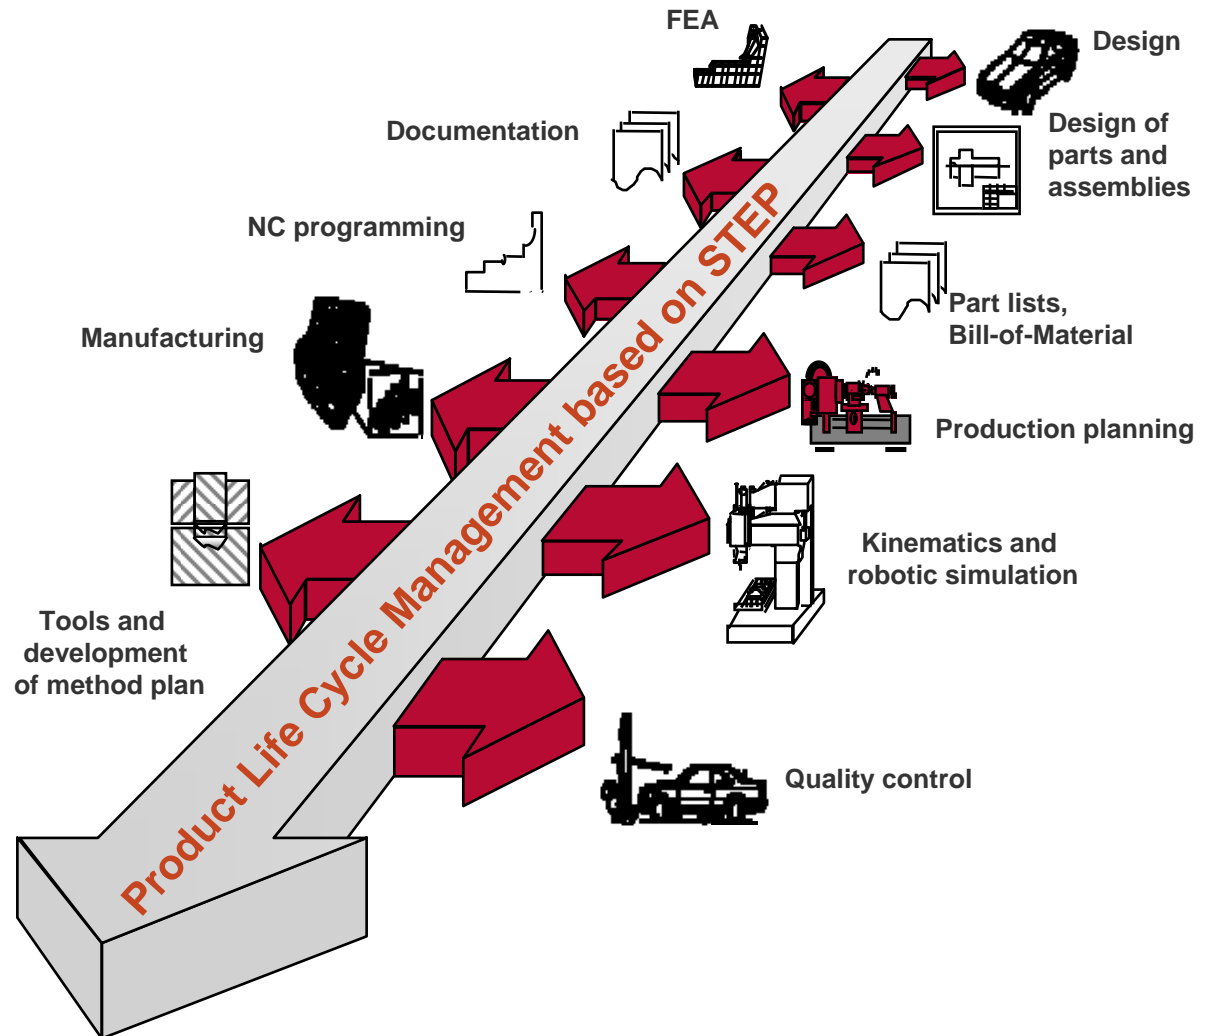 FEA
Design
Documentation
Design of
parts and
assemblies
NC programming
Part lists,
Bill-of-Material
Manufacturing
Production planning
Kinematics and
robotic simulation
Tools and
development
of method plan
Quality control
Product Life Cycle Management based on STEP